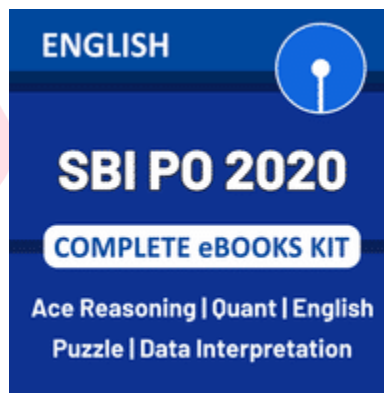 ENGLISH
SBI PO 2020
COMPLETE eBOOKS KIT
Ace Reasoning | Quant | English
Puzzle | Data Interpretation